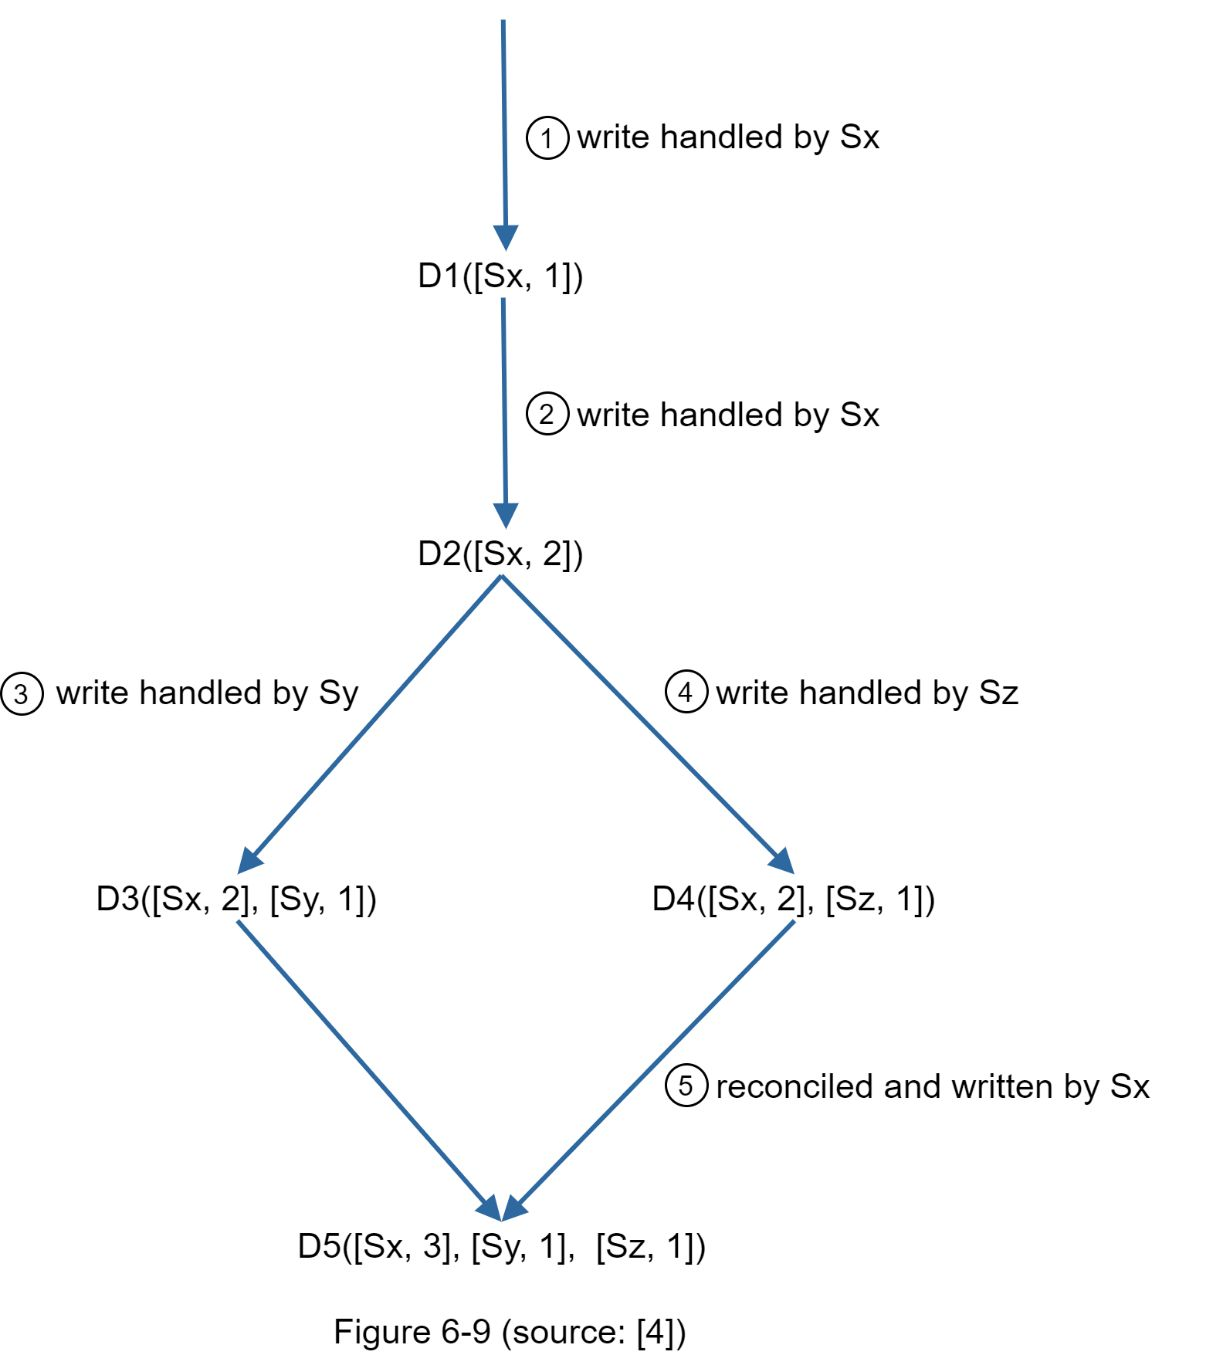 1 write handled by Sx
D1([Sx, 1])
2 write handled by Sx
D2([Sx, 2])
3 write handled by Sy
4 write handled by Sz
D3([Sx, 2], [Sy, 1])
D4([Sx, 2], [Sz, 1])
5 reconciled and written by Sx
D5([Sx, 3], [Sy, 1], [Sz, 1])
Figure 6-9 (source: [4])